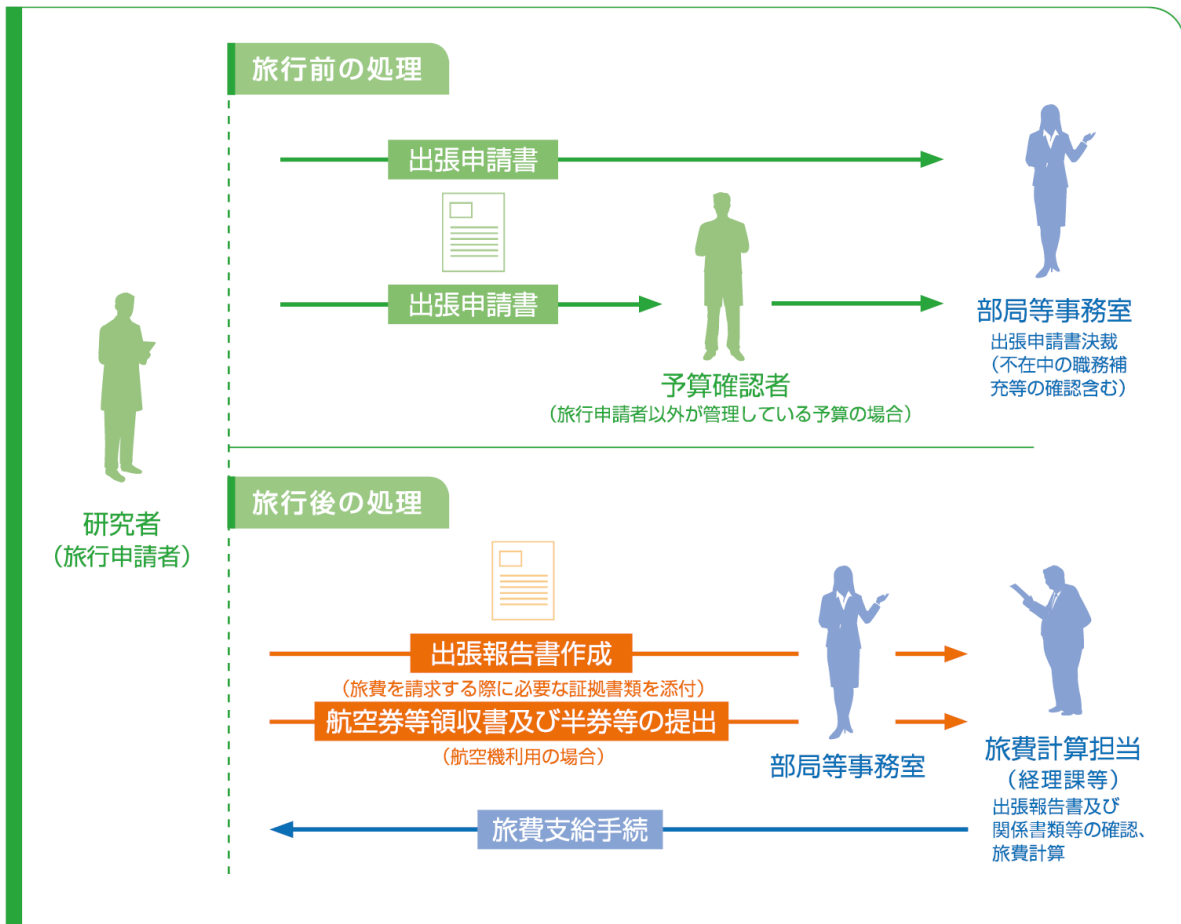 旅行前の処理
出張申請書
出張申請書
予算確認者
（旅行申請者以外が管理している予算の場合）
部局等事務室
出張申請書決裁
（不在中の職務補
充等の確認含む）
研究者
（旅行申請者）
旅行後の処理
出張報告書作成
（旅費を請求する際に必要な証拠書類を添付）
航空券等領収書及び半券等の提出
（航空機利用の場合）
部局等事務室
旅費計算担当
（経理課等）
出張報告書及び
関係書類等の確認、
旅費計算
旅費支給手続